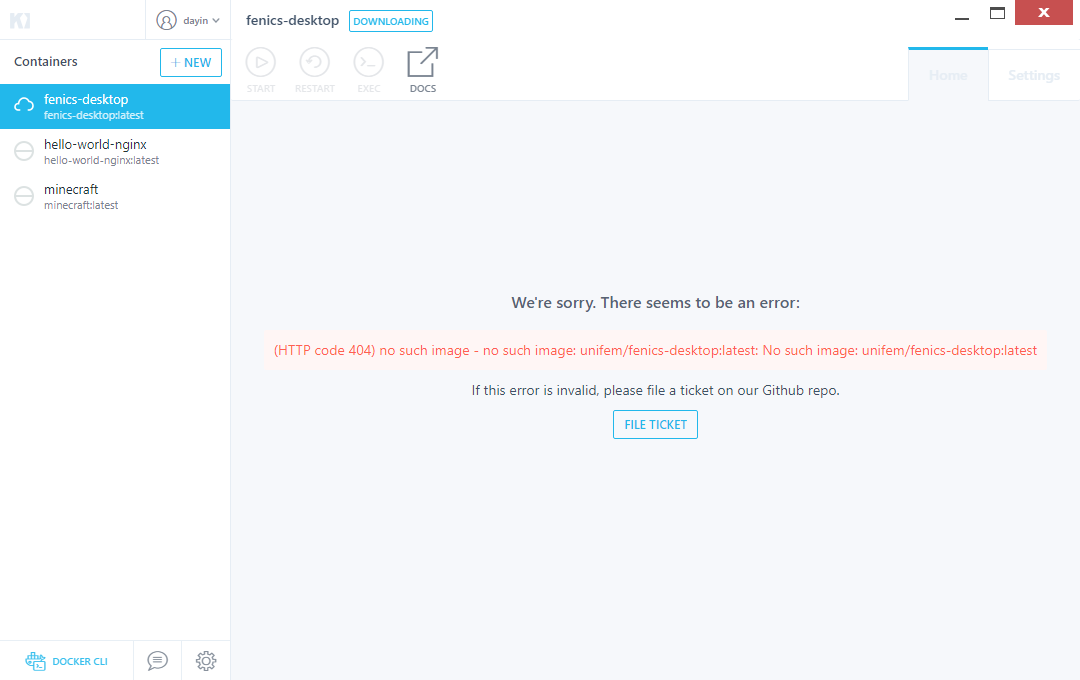 dayin
fenics-desktop DOWNLOADING
Containers
+ NEW
START
RESTART
EXEC
DOCS
Home
Settings
fenics-desktop
fenics-desktop:latest
hello-world-nginx
hello-world-nginx:latest
minecraft
minecraft:latest
We're sorry. There seems to be an error:
(HTTP code 404) no such image - no such image: unifem/fenics-desktop:latest: No such image: unifem/fenics-desktop:latest
If this error is invalid, please file a ticket on our Github repo.
FILE TICKET
DOCKER CLI